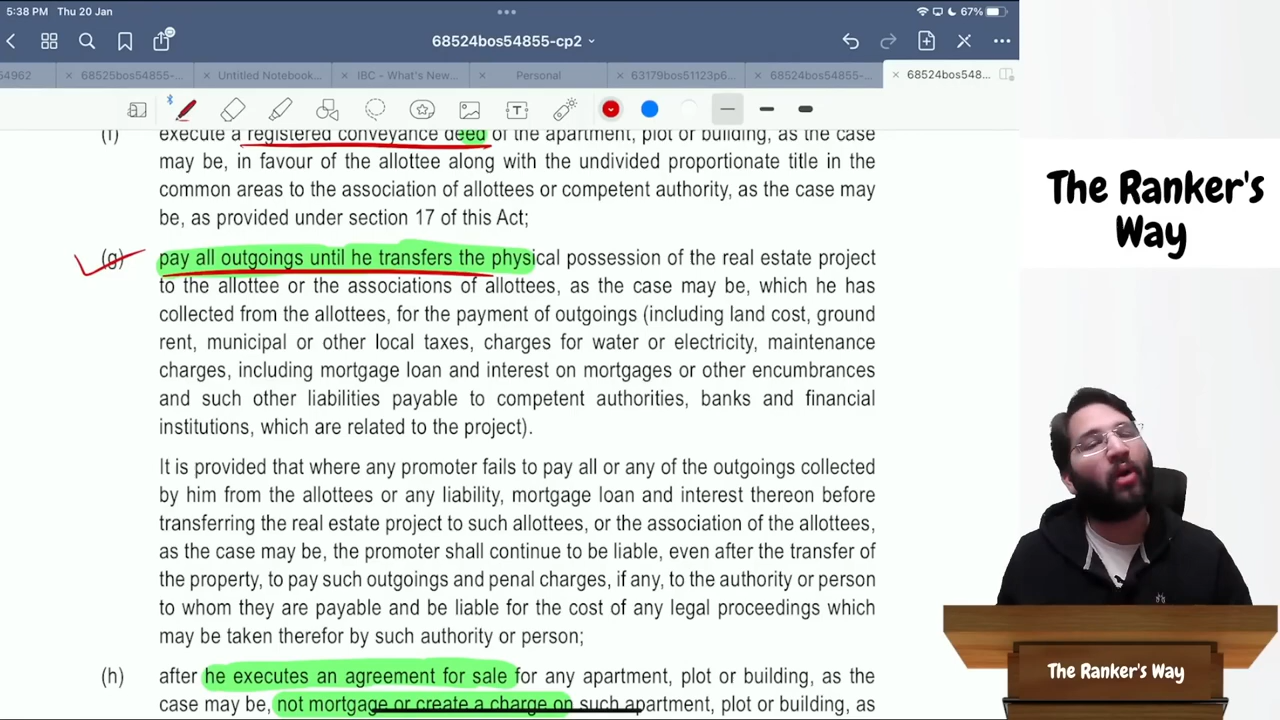 5:38 PM Thu 20 Jan
67%
68524bos54855-cp2
54962
68525bos54855-...
Untitled Notebook...
IBC - What's New...
Personal
63179bos51123p6...
68524bos54855-...
68524bos548...
(f) execute a registered conveyance deed of the apartment, plot or building, as the case
may be, in favour of the allottee along with the undivided proportionate title in the
common areas to the association of allottees or competent authority, as the case may
be, as provided under section 17 of this Act;
(g) pay all outgoings until he transfers the physical possession of the real estate project
to the allottee or the associations of allottees, as the case may be, which he has
collected from the allottees, for the payment of outgoings (including land cost, ground
rent, municipal or other local taxes, charges for water or electricity, maintenance
charges, including mortgage loan and interest on mortgages or other encumbrances
and such other liabilities payable to competent authorities, banks and financial
institutions, which are related to the project).
It is provided that where any promoter fails to pay all or any of the outgoings collected
by him from the allottees or any liability, mortgage loan and interest thereon before
transferring the real estate project to such allottees, or the association of the allottees,
as the case may be, the promoter shall continue to be liable, even after the transfer of
the property, to pay such outgoings and penal charges, if any, to the authority or person
to whom they are payable and be liable for the cost of any legal proceedings which
may be taken therefor by such authority or person;
(h) after he executes an agreement for sale for any apartment, plot or building, as the
case may be, not mortgage or create a charge on such apartment, plot or building, as
The Ranker's
Way
The Ranker's Way